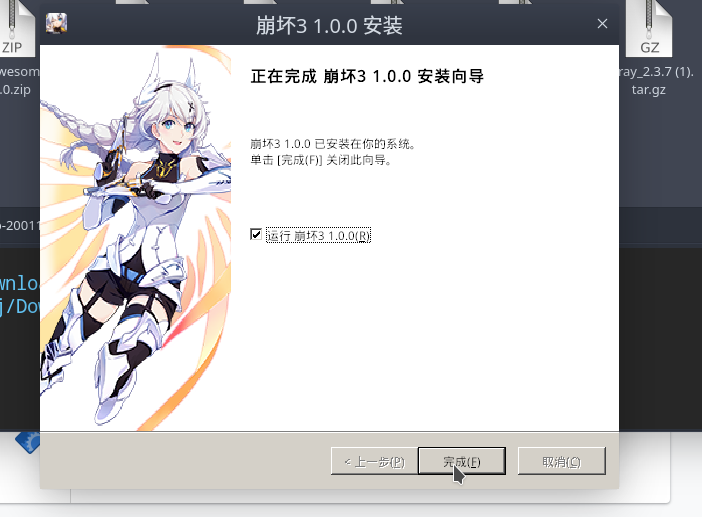 崩坏3 1.0.0 安装
ZIP
GZ
wesom
.0.zip
ray_2.3.7 (1).
tar.gz
正在完成 崩坏3 1.0.0 安装向导
崩坏3 1.0.0 已安装在你的系统。
单击 [完成(F)] 关闭此向导。
-20011
运行 崩坏3 1.0.0(R)
wnloa
j/Dow
< 上一步(P)
完成(F)
取消(C)